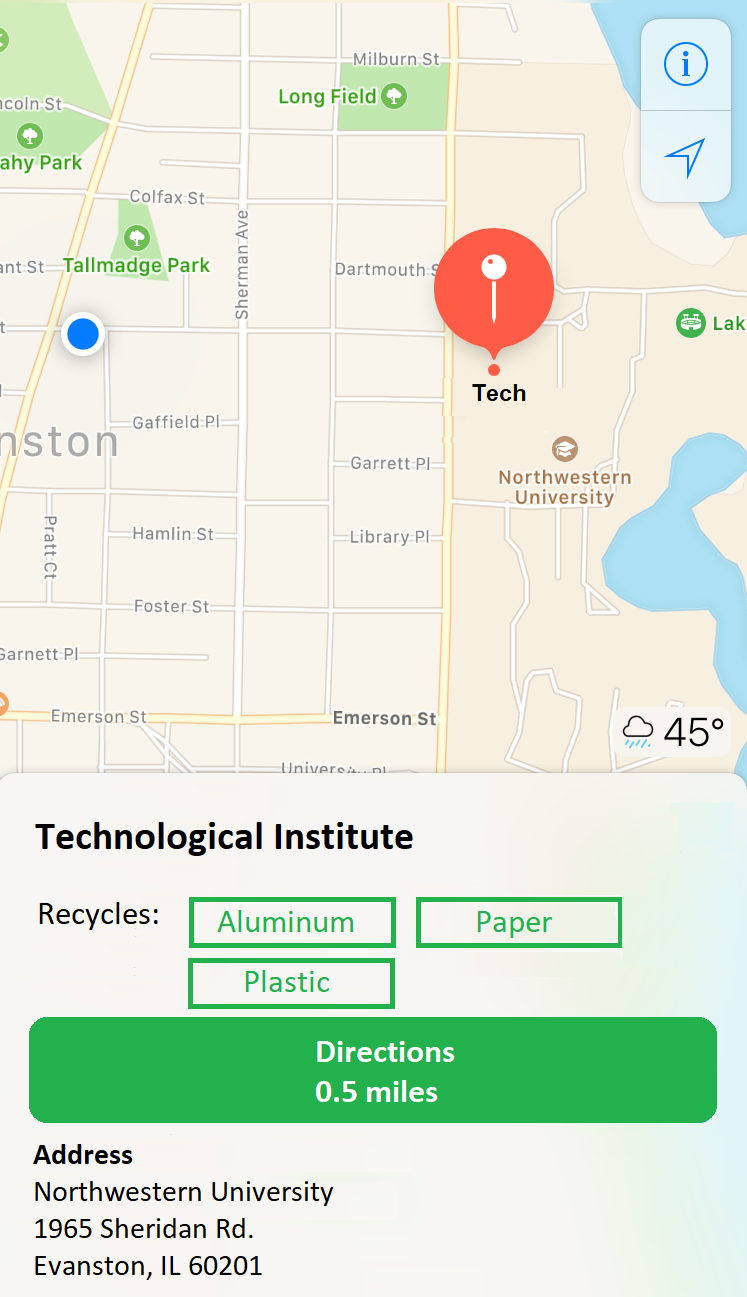 Milburn St
Long Field
ncoln St
ahy Park
Colfax St
Sherman Ave
ant St
Tallmadge Park
Dartmouth S
t
Lak
Tech
Gaffield Pl
nston
Garrett Pl
Northwestern
University
Pratt Ct
Hamlin St
Library Pl
Foster St
Garnett Pl
Emerson St
Emerson St
45°
University Pl
Technological Institute
Recycles: Aluminum Paper
Plastic
Directions
0.5 miles
Address
Northwestern University
1965 Sheridan Rd.
Evanston, IL 60201